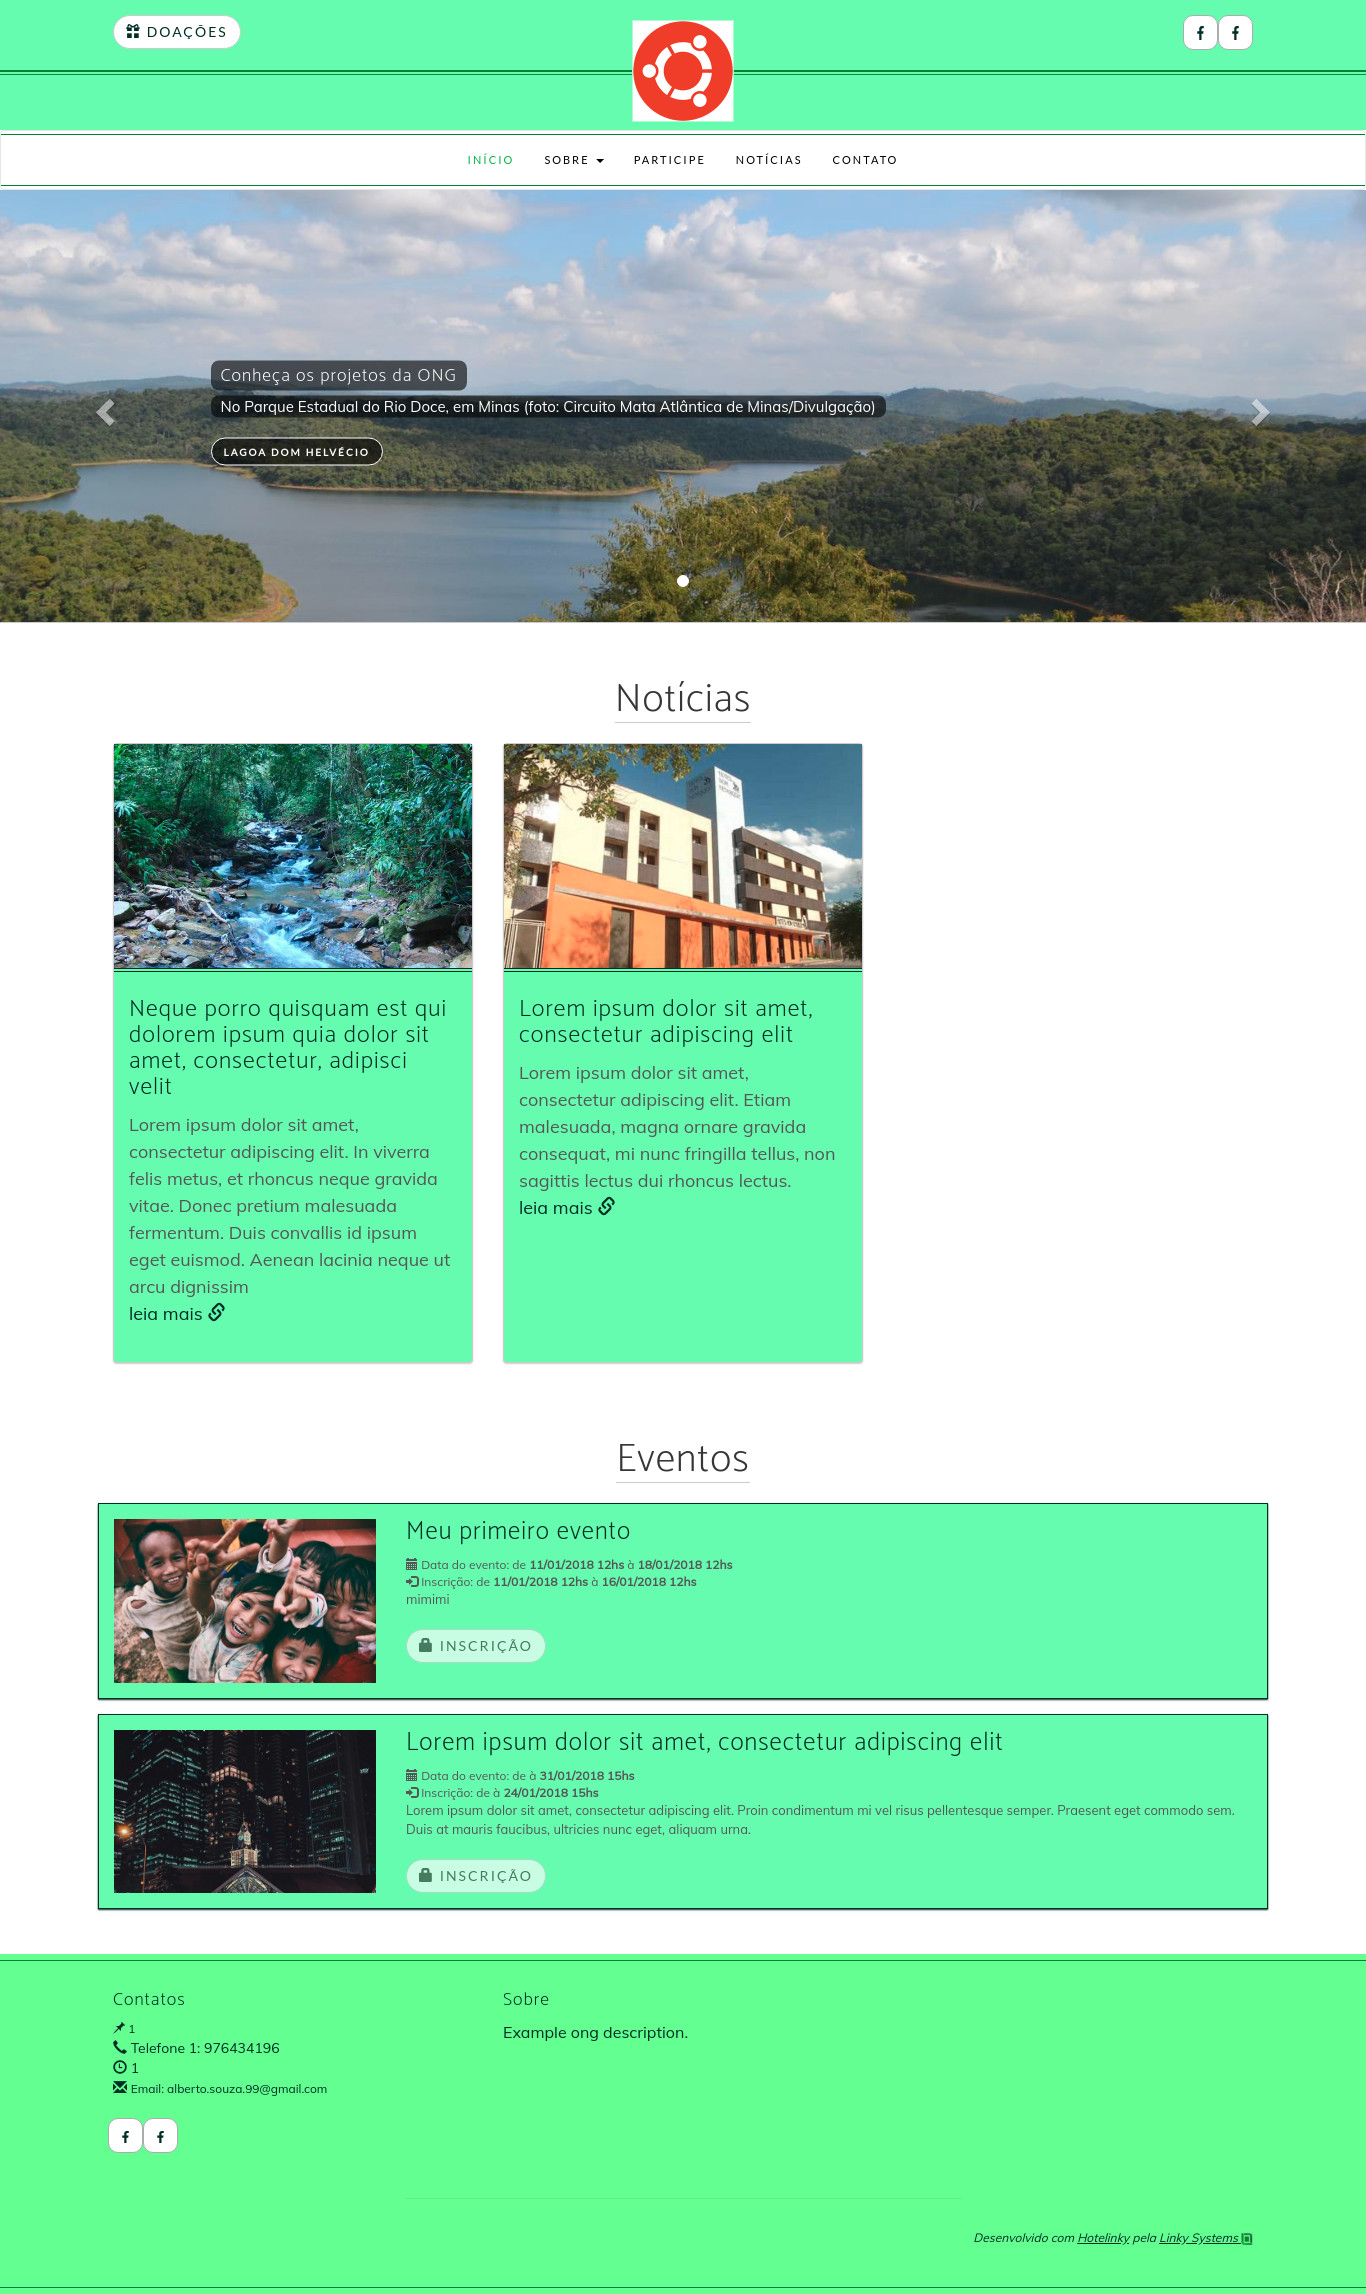 DOAÇÕES
INÍCIO SOBRE PARTICIPE NOTÍCIAS CONTATO
Conheça os projetos da ONG
No Parque Estadual do Rio Doce, em Minas (foto: Circuito Mata Atlântica de Minas/Divulgação)
LAGOA DOM HELVÉCIO
Notícias
Neque porro quisquam est qui
dolorem ipsum quia dolor sit
amet, consectetur, adipisci
velit
Lorem ipsum dolor sit amet,
consectetur adipiscing elit. In viverra
felis metus, et rhoncus neque gravida
vitae. Donec pretium malesuada
fermentum. Duis convallis id ipsum
eget euismod. Aenean lacinia neque ut
arcu dignissim
leia mais
Lorem ipsum dolor sit amet,
consectetur adipiscing elit
Lorem ipsum dolor sit amet,
consectetur adipiscing elit. Etiam
malesuada, magna ornare gravida
consequat, mi nunc fringilla tellus, non
sagittis lectus dui rhoncus lectus.
leia mais
Eventos
Meu primeiro evento
Data do evento: de 11/01/2018 12hs à 18/01/2018 12hs
Inscrição: de 11/01/2018 12hs à 16/01/2018 12hs
mimimi
INSCRIÇÃO
Lorem ipsum dolor sit amet, consectetur adipiscing elit
Data do evento: de à 31/01/2018 15hs
Inscrição: de à 24/01/2018 15hs
Lorem ipsum dolor sit amet, consectetur adipiscing elit. Proin condimentum mi vel risus pellentesque semper. Praesent eget commodo sem.
Duis at mauris faucibus, ultricies nunc eget, aliquam urna.
INSCRIÇÃO
Contatos
1
Telefone 1: 976434196
1
Email: alberto.souza.99@gmail.com
Sobre
Example ong description.
Desenvolvido com Hotelinky pela Linky Systems